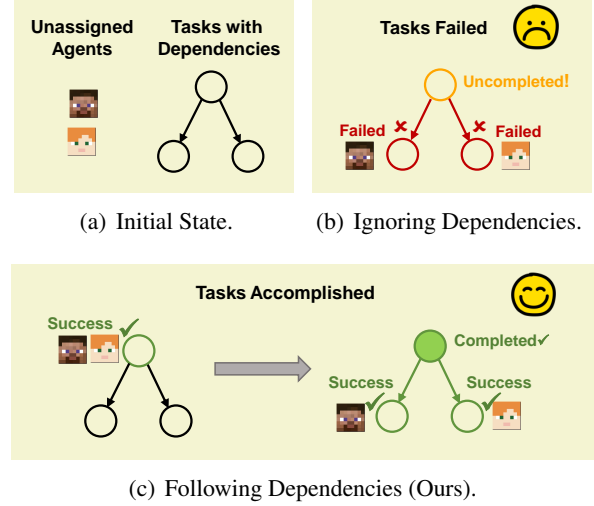 Unassigned
Agents
Tasks with
Dependencies
(a) Initial State.
Tasks Failed
Uncompleted!
Failed
Failed
(b) Ignoring Dependencies.
Tasks Accomplished
Success
Completed
Success
Success
(c) Following Dependencies (Ours).